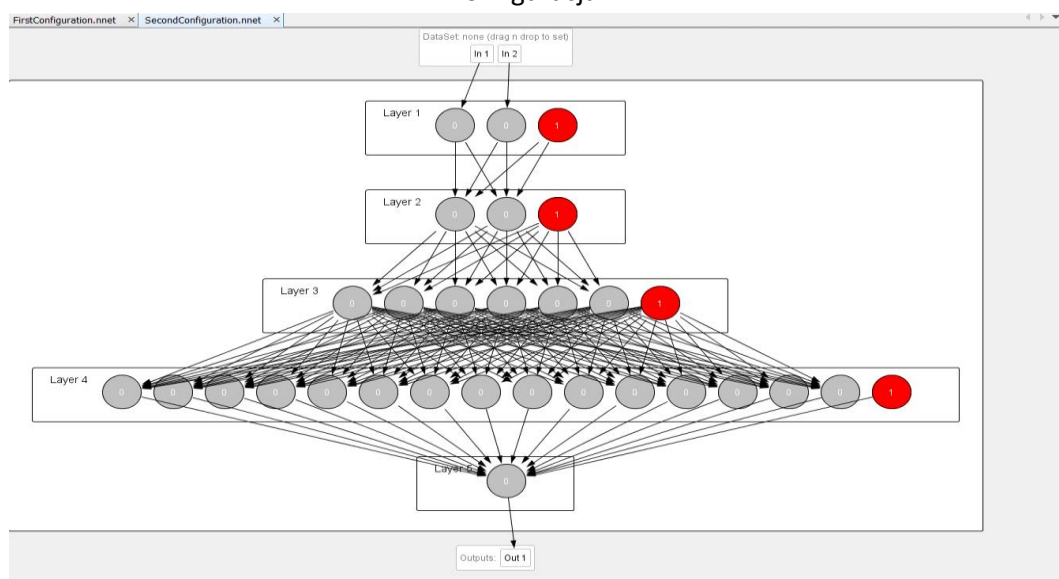 FirstConfiguration.nnet × SecondConfiguration.nnet ×
DataSet: none (drag n drop to set)
In 1 In 2
Layer 1 0 0 1
Layer 2 0 0 1
Layer 3 0 0 0 0 0 0 1
Layer 4 0 0 0 0 0 0 0 0 0 0 0 0 0 0 0 1
Layer 5 0
Outputs: Out 1